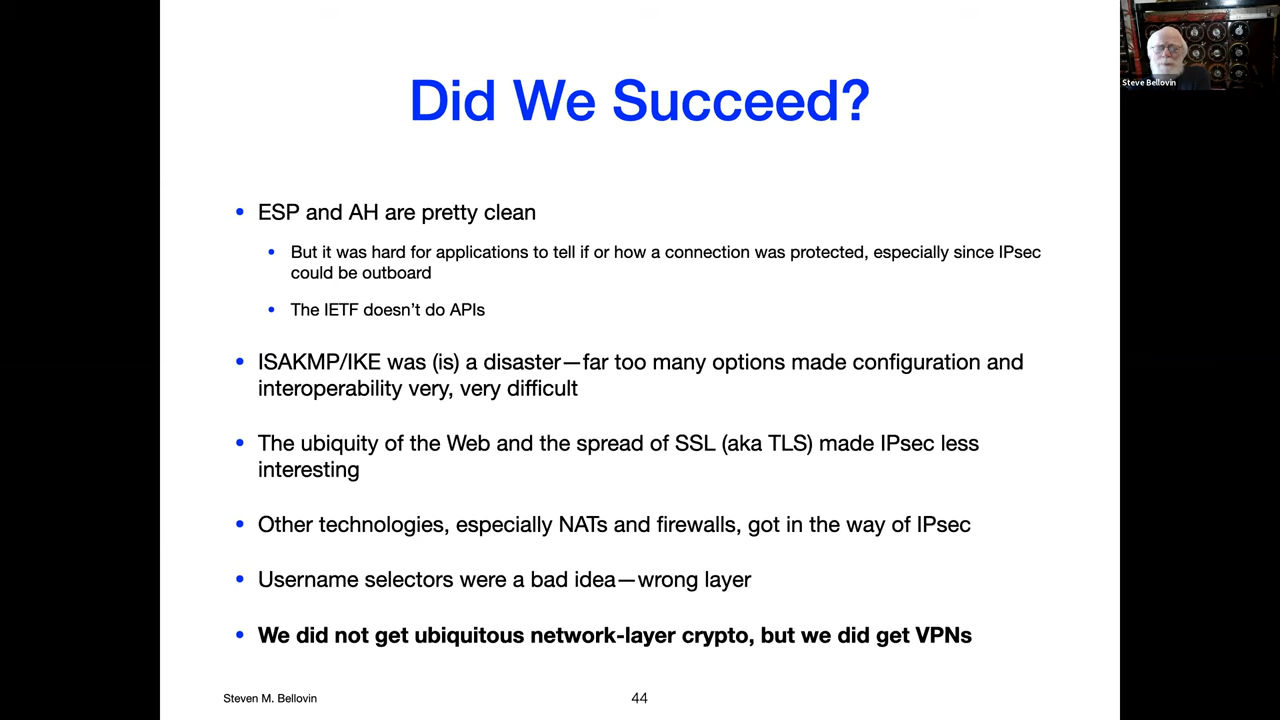 Did We Succeed?
Steve Bellovin
• ESP and AH are pretty clean
• But it was hard for applications to tell if or how a connection was protected, especially since IPsec
could be outboard
• The IETF doesn’t do APIs
• ISAKMP/IKE was (is) a disaster—far too many options made configuration and
interoperability very, very difficult
• The ubiquity of the Web and the spread of SSL (aka TLS) made IPsec less
interesting
• Other technologies, especially NATs and firewalls, got in the way of IPsec
• Username selectors were a bad idea—wrong layer
• We did not get ubiquitous network-layer crypto, but we did get VPNs
Steven M. Bellovin
44